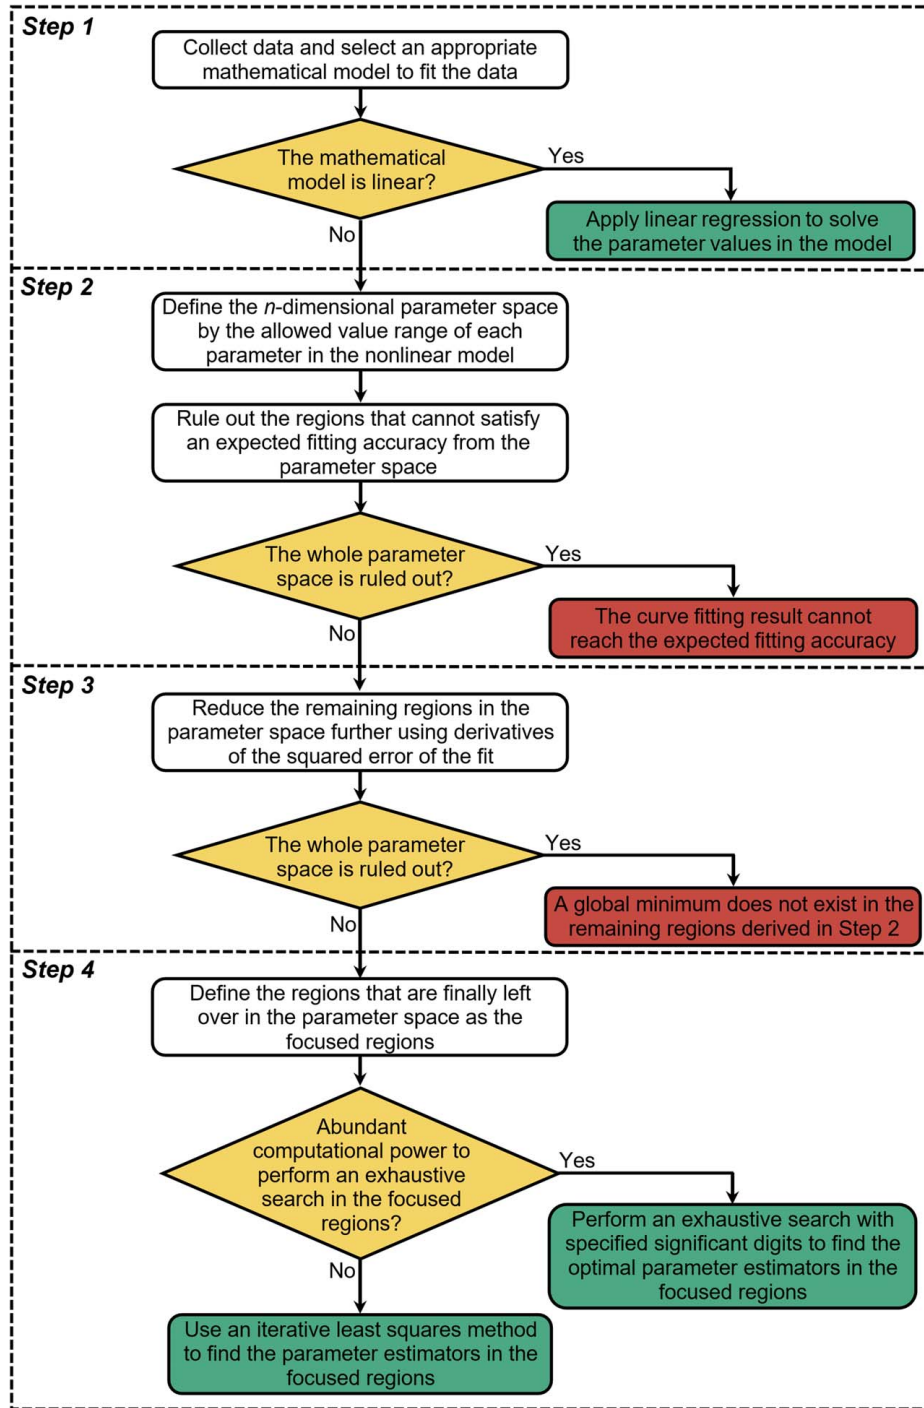 Step 1
Collect data and select an appropriate
mathematical model to fit the data
The mathematical
model is linear?
Yes
Apply linear regression to solve
the parameter values in the model
No
Step 2
Define the n-dimensional parameter space
by the allowed value range of each
parameter in the nonlinear model
Rule out the regions that cannot satisfy
an expected fitting accuracy from the
parameter space
The whole parameter
space is ruled out?
Yes
The curve fitting result cannot
reach the expected fitting accuracy
No
Step 3
Reduce the remaining regions in the
parameter space further using derivatives
of the squared error of the fit
The whole parameter
space is ruled out?
Yes
A global minimum does not exist in the
remaining regions derived in Step 2
No
Step 4
Define the regions that are finally left
over in the parameter space as the
focused regions
Abundant
computational power to
perform an exhaustive
search in the focused
regions?
Yes
Perform an exhaustive search with
specified significant digits to find the
optimal parameter estimators in the
focused regions
No
Use an iterative least squares method
to find the parameter estimators in the
focused regions